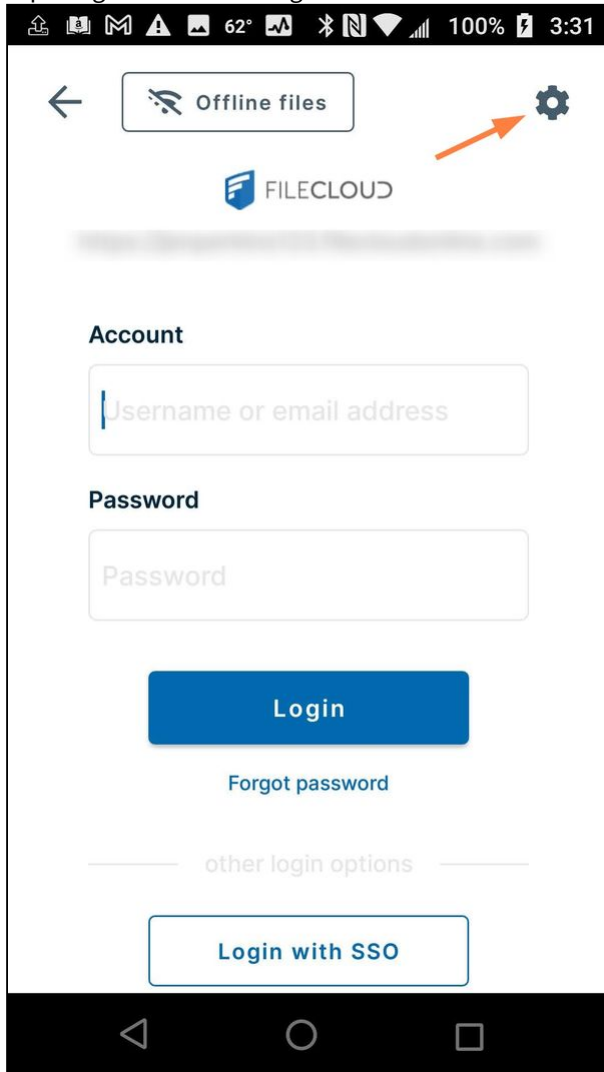 62° 100% 3:31
Offline files
FILECLOUD
Account
Username or email address
Password
Password
Login
Forgot password
other login options
Login with SSO